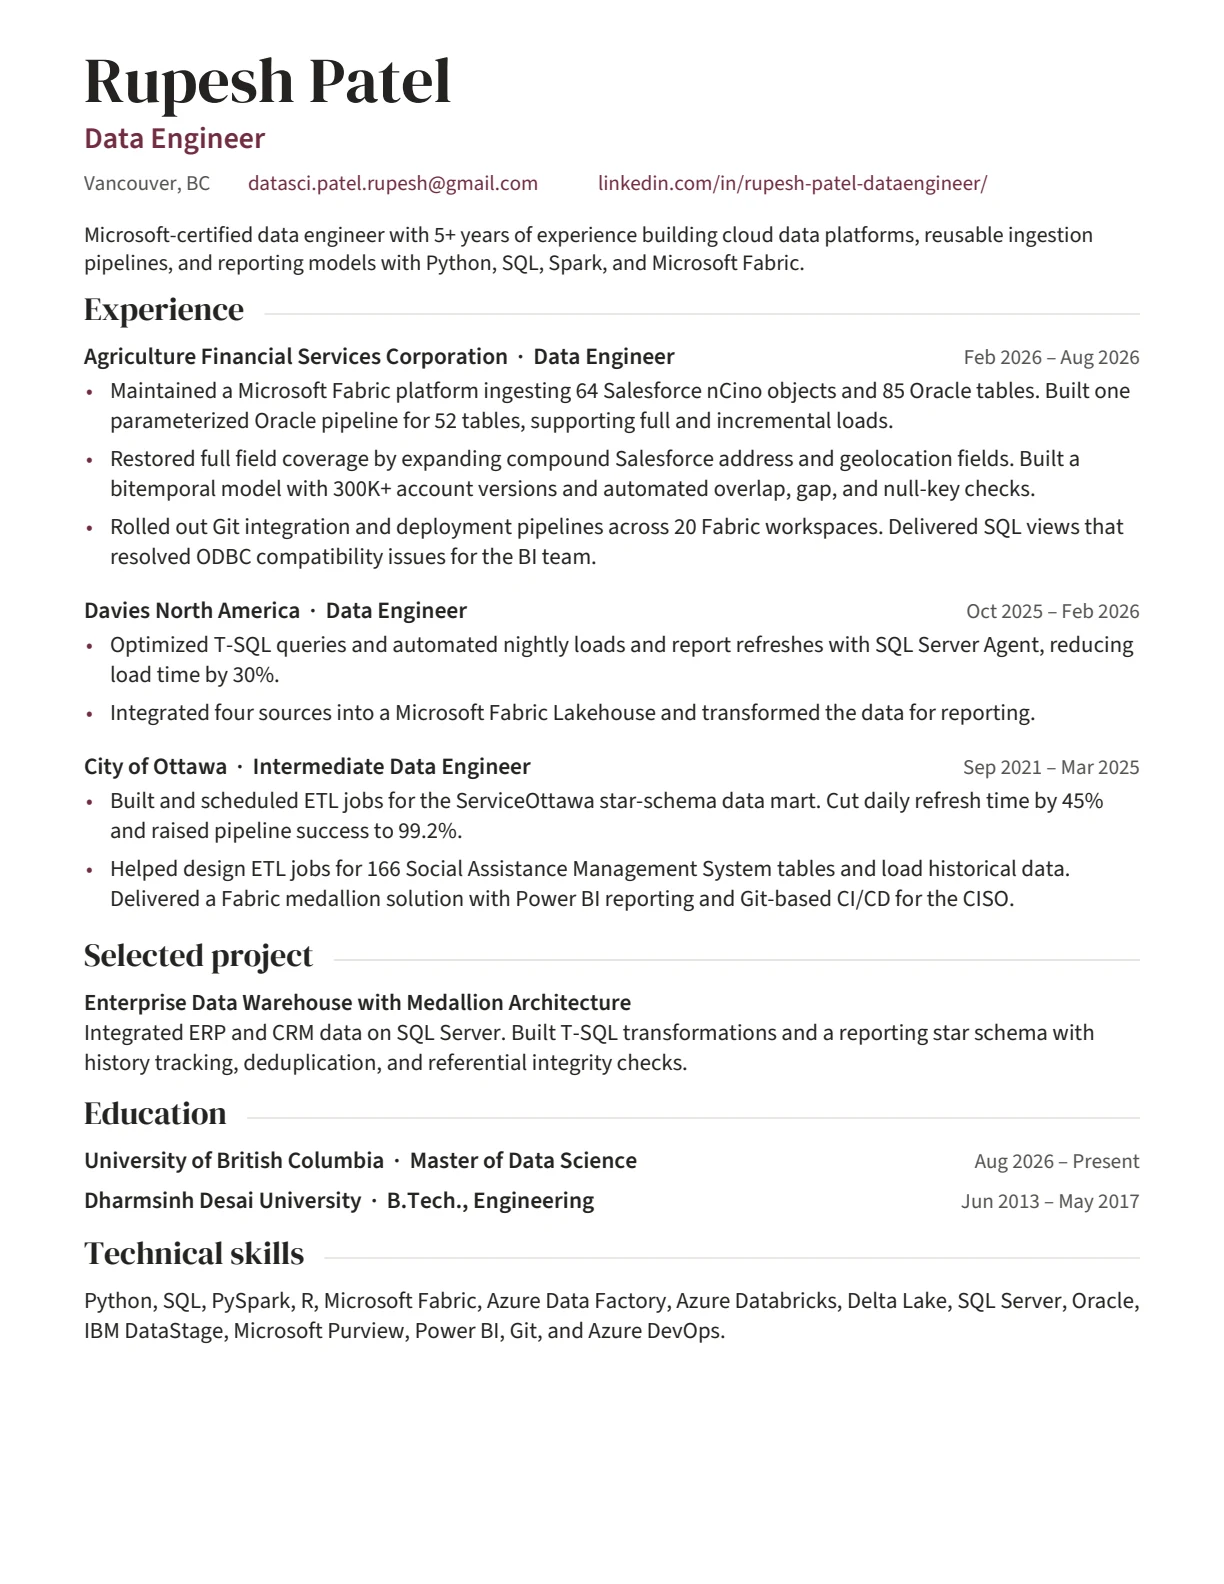 Rupesh Patel
Data Engineer
Vancouver, BC datasci.patel.rupesh@gmail.com linkedin.com/in/rupesh-patel-dataengineer/
Microsoft-certified data engineer with 5+ years of experience building cloud data platforms, reusable ingestion
pipelines, and reporting models with Python, SQL, Spark, and Microsoft Fabric.
Experience
Agriculture Financial Services Corporation · Data Engineer Feb 2026 – Aug 2026
• Maintained a Microsoft Fabric platform ingesting 64 Salesforce nCino objects and 85 Oracle tables. Built one
parameterized Oracle pipeline for 52 tables, supporting full and incremental loads.
• Restored full field coverage by expanding compound Salesforce address and geolocation fields. Built a
bitemporal model with 300K+ account versions and automated overlap, gap, and null-key checks.
• Rolled out Git integration and deployment pipelines across 20 Fabric workspaces. Delivered SQL views that
resolved ODBC compatibility issues for the BI team.
Davies North America · Data Engineer Oct 2025 – Feb 2026
• Optimized T-SQL queries and automated nightly loads and report refreshes with SQL Server Agent, reducing
load time by 30%.
• Integrated four sources into a Microsoft Fabric Lakehouse and transformed the data for reporting.
City of Ottawa · Intermediate Data Engineer Sep 2021 – Mar 2025
• Built and scheduled ETL jobs for the ServiceOttawa star-schema data mart. Cut daily refresh time by 45%
and raised pipeline success to 99.2%.
• Helped design ETL jobs for 166 Social Assistance Management System tables and load historical data.
Delivered a Fabric medallion solution with Power BI reporting and Git-based CI/CD for the CISO.
Selected project
Enterprise Data Warehouse with Medallion Architecture
Integrated ERP and CRM data on SQL Server. Built T-SQL transformations and a reporting star schema with
history tracking, deduplication, and referential integrity checks.
Education
University of British Columbia · Master of Data Science Aug 2026 – Present
Dharmsinh Desai University · B.Tech., Engineering Jun 2013 – May 2017
Technical skills
Python, SQL, PySpark, R, Microsoft Fabric, Azure Data Factory, Azure Databricks, Delta Lake, SQL Server, Oracle,
IBM DataStage, Microsoft Purview, Power BI, Git, and Azure DevOps.